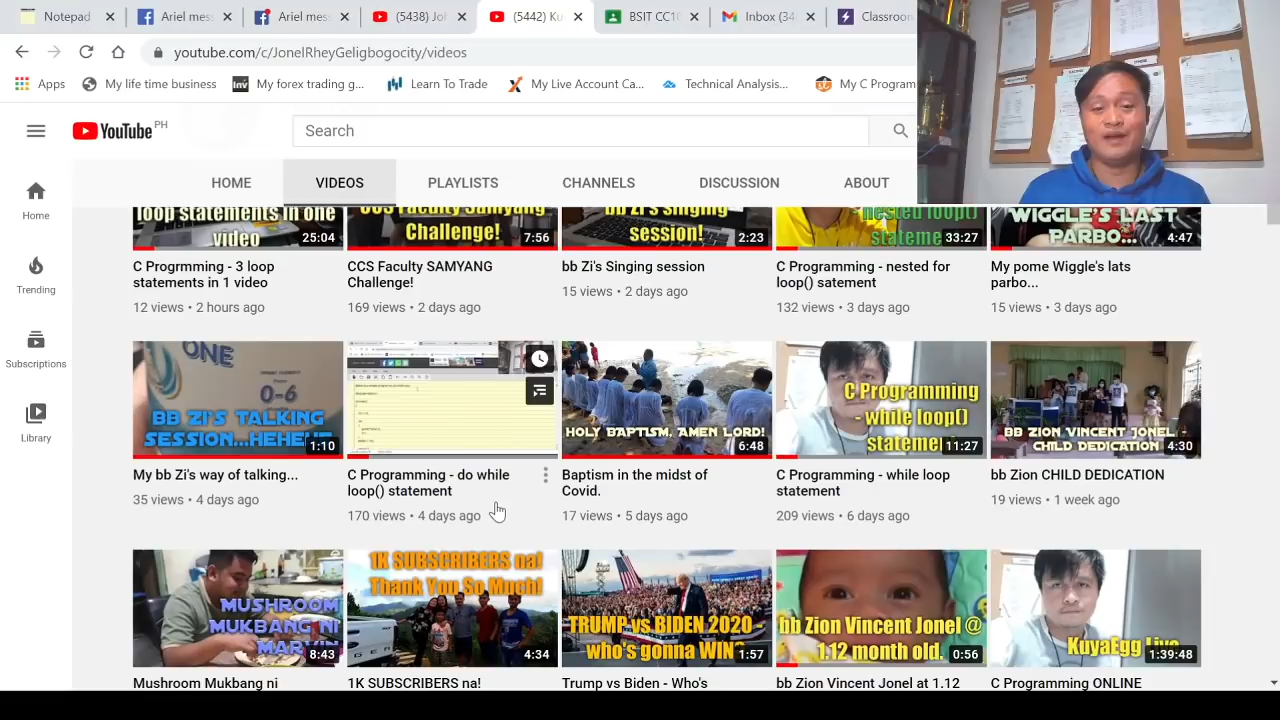 Notepad
Ariel mes
Ariel mes
(5438) Jo
(5442) Ku
BSIT CC1
Inbox (34
Classroom
youtube.com/c/JonelRheyGeligbogocity/videos
Apps
My life time business
inv
My forex trading g...
Learn To Trade
My Live Account Ca...
Technical Analysis...
My C Program
YouTube PH
Search
HOME
VIDEOS
PLAYLISTS
CHANNELS
DISCUSSION
ABOUT
Home
Trending
Subscriptions
Library
loop statements in one
video
25:04
C Progrmming - 3 loop
statements in 1 video
12 views • 2 hours ago
CCS Faculty Samyang
Challenge!
7:56
CCS Faculty SAMYANG
Challenge!
169 views • 2 days ago
bb Zi's Singing
session!
2:23
bb Zi's Singing session
15 views • 2 days ago
nested loop()
stateme
33:27
C Programming - nested for
loop() satement
132 views • 3 days ago
WIGGLE'S LAST
PARBO...
4:47
My pome Wiggle's lats
parbo...
15 views • 3 days ago
ONE
0-6
BB ZI'S TALKING
SESSION...HEHE
1:10
My bb Zi's way of talking...
35 views • 4 days ago
C Programming - do while
loop() statement
170 views • 4 days ago
HOLY BAPTISM, AMEN LORD!
6:48
Baptism in the midst of
Covid.
17 views • 5 days ago
C Programming
- while loop()
stateme
11:27
C Programming - while loop
statement
209 views • 6 days ago
BB ZION VINCENT JONEL
CHILD DEDICATION
4:30
bb Zion CHILD DEDICATION
19 views • 1 week ago
MUSHROOM
MUKBANG NI
MAR
8:43
Mushroom Mukbang ni
1K SUBSCRIBERS na!
Thank You So Much!
4:34
1K SUBSCRIBERS na!
TRUMP vs BIDEN 2020 -
who's gonna WIN
1:57
Trump vs Biden - Who's
bb Zion Vincent Jonel @
1.12 month old.
0:56
bb Zion Vincent Jonel at 1.12
KuyaEgg Live
1:39:48
C Programming ONLINE